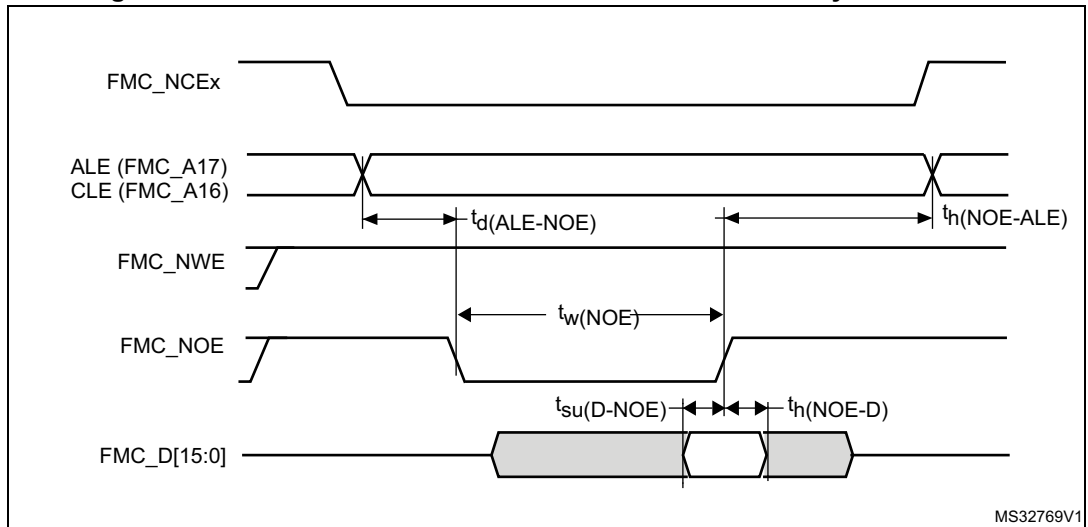 FMC_NCEx
ALE (FMC_A17)
CLE (FMC_A16)
td(ALE-NOE)
th(NOE-ALE)
FMC_NWE
tw(NOE)
FMC_NOE
tsu(D-NOE)
th(NOE-D)
FMC_D[15:0]
MS32769V1